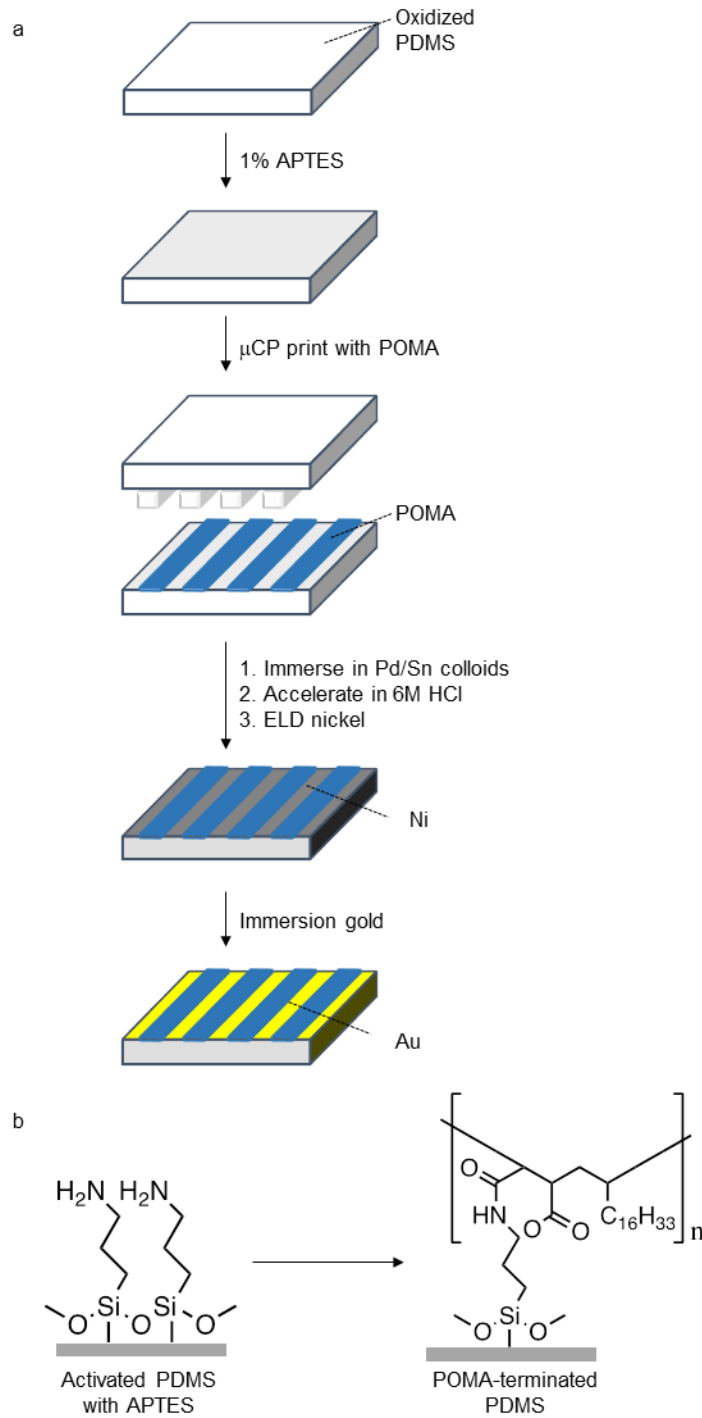 a
Oxidized
PDMS
1% APTES
μCP print with POMA
POMA
1. Immerse in Pd/Sn colloids
2. Accelerate in 6M HCl
3. ELD nickel
Ni
Immersion gold
Au
b
H₂N H₂N
Si Si
O O O
Activated PDMS
with APTES
O
HN O O C₁₆H₃₃ n
Si
O O
POMA-terminated
PDMS